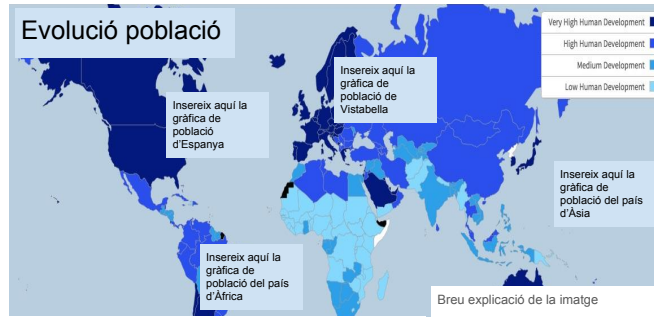 Evolució població
Very High Human Development
High Human Development
Medium Development
Low Human Development
Insereix aquí la
gràfica de
població de
Vistabella
Insereix aquí la
gràfica de
població
d'Espanya
Insereix aquí la
gràfica de
població del país
d'Àsia
Insereix aquí la
gràfica de
població del país
d'Àfrica
Breu explicació de la imatge